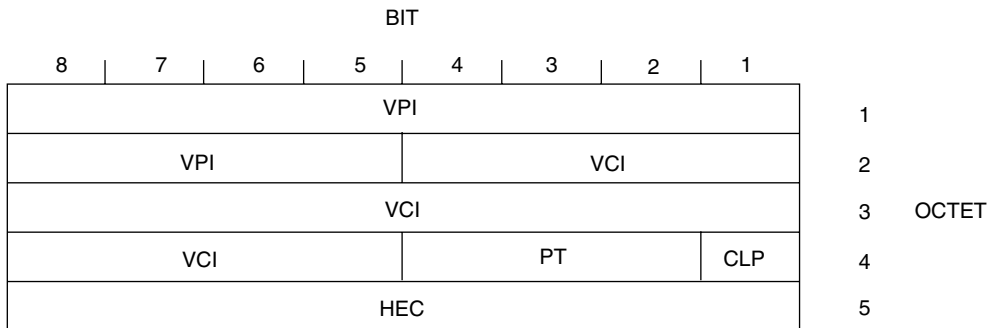 BIT
8 7 6 5 4 3 2 1
VPI 1
VPI VCI 2
VCI 3 OCTET
VCI PT CLP 4
HEC 5